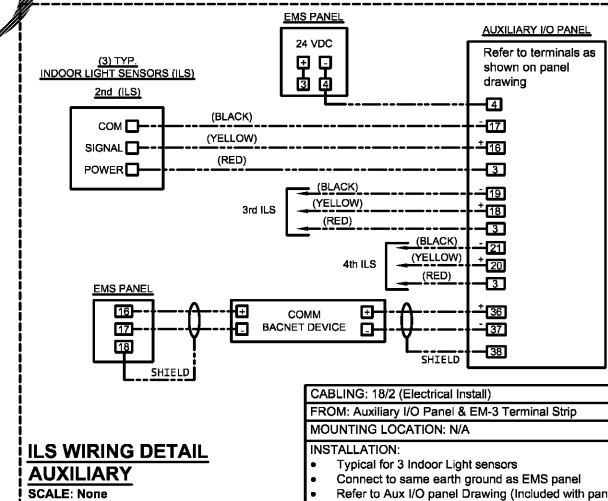 EMS PANEL
24 VDC
+ -
3 4
AUXILIARY I/O PANEL
Refer to terminals as
shown on panel
drawing
(3) TYP.
INDOOR LIGHT SENSORS (ILS)
2nd (ILS)
4
COM (BLACK) - 17
SIGNAL (YELLOW) + 16
POWER (RED) 3
3rd ILS
(BLACK) - 19
(YELLOW) + 18
(RED) 3
4th ILS
(BLACK) - 21
(YELLOW) + 20
(RED) 3
EMS PANEL
16
17
18
SHIELD
+ +
- -
COMM
BACNET DEVICE
+ 36
- 37
38
SHIELD
CABLING: 18/2 (Electrical Install)
FROM: Auxiliary I/O Panel & EM-3 Terminal Strip
MOUNTING LOCATION: N/A
INSTALLATION:
• Typical for 3 Indoor Light sensors
• Connect to same earth ground as EMS panel
• Refer to Aux I/O panel Drawing (Included with pan
ILS WIRING DETAIL
AUXILIARY
SCALE: None